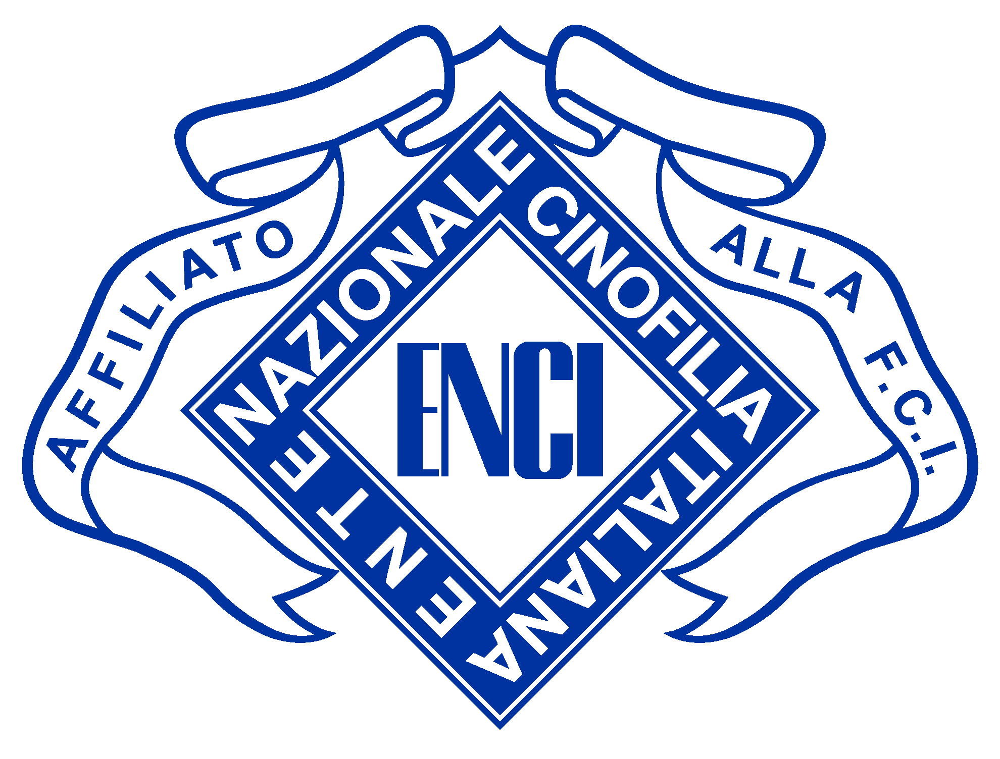 AFFILIATO
ALLA F.C.I.
ENTE
NAZIONALE
CINOFILIA
ITALIANA
ENCI